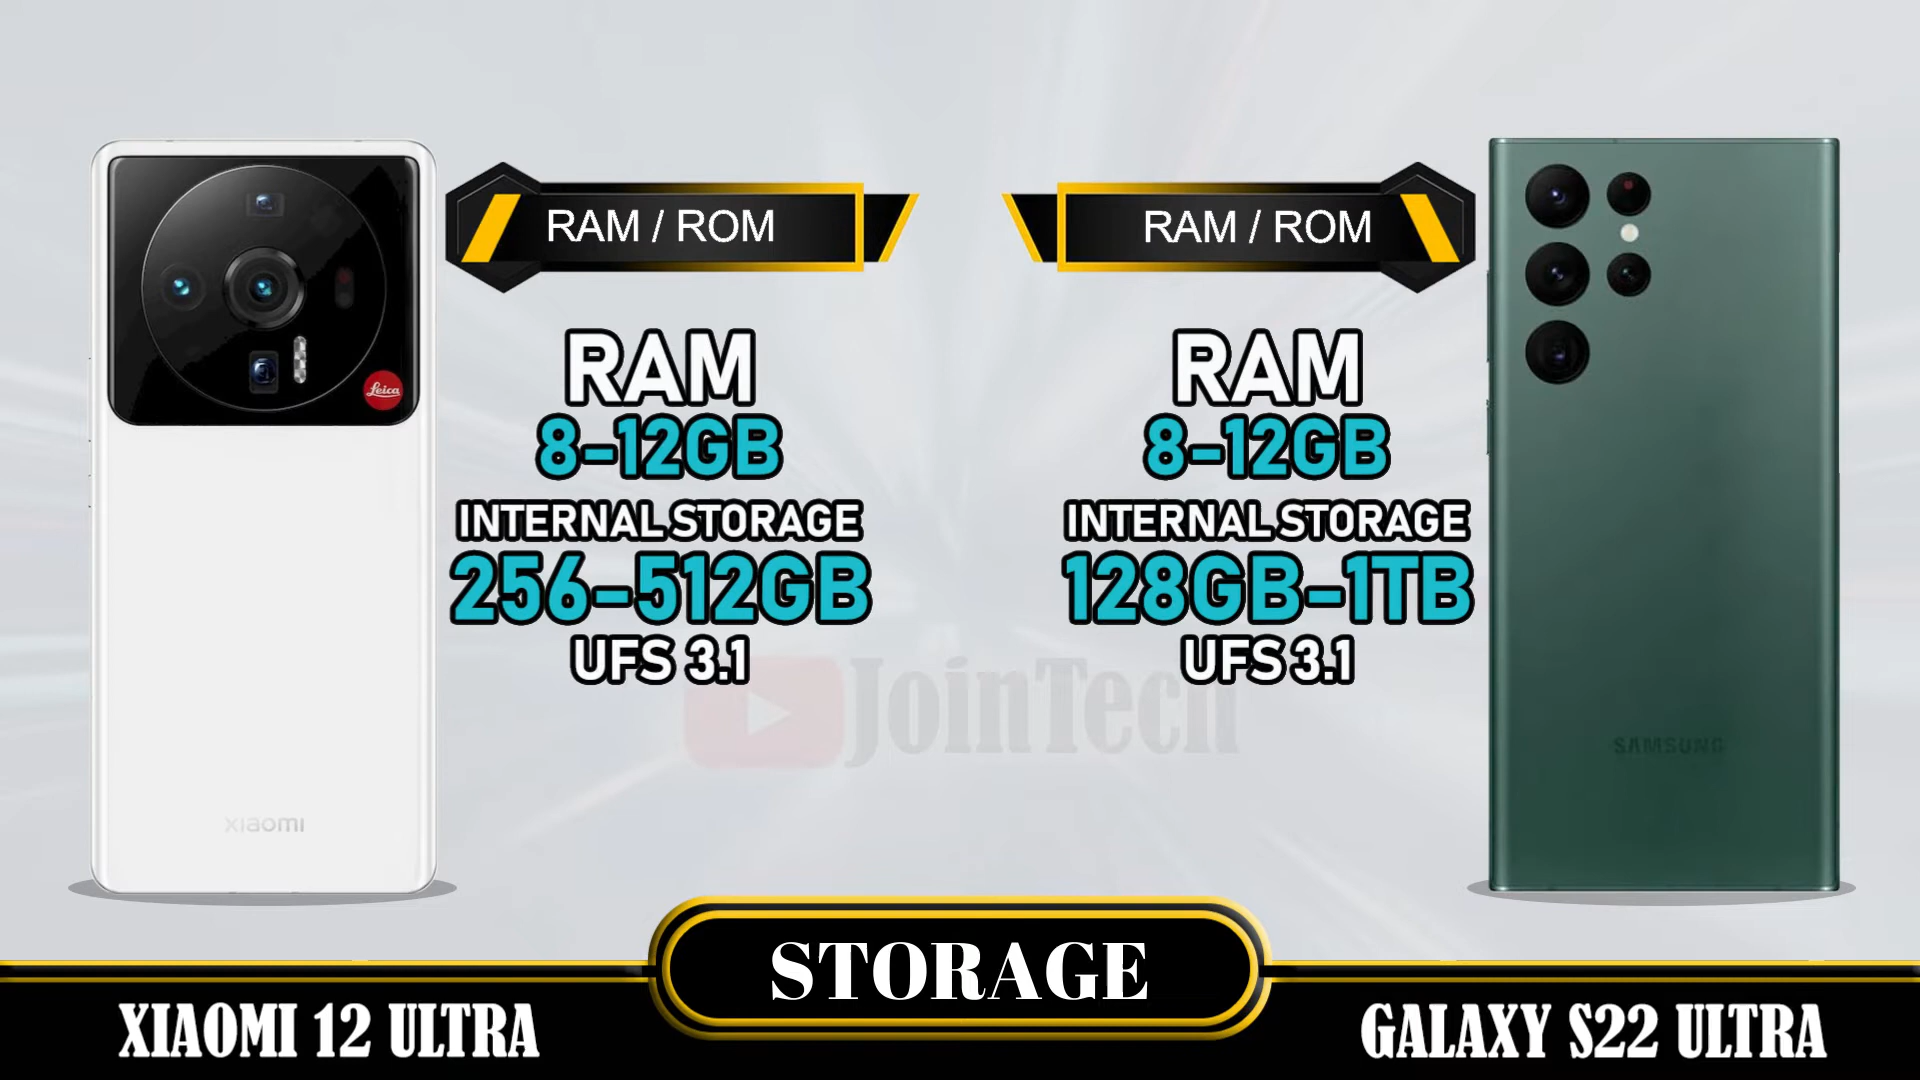 RAM / ROM
RAM
8-12GB
INTERNAL STORAGE
256-512GB
UFS 3.1
Leica
xiaomi
RAM / ROM
RAM
8-12GB
INTERNAL STORAGE
128GB-1TB
UFS 3.1
SAMSUNG
JoinTech
STORAGE
XIAOMI 12 ULTRA
GALAXY S22 ULTRA